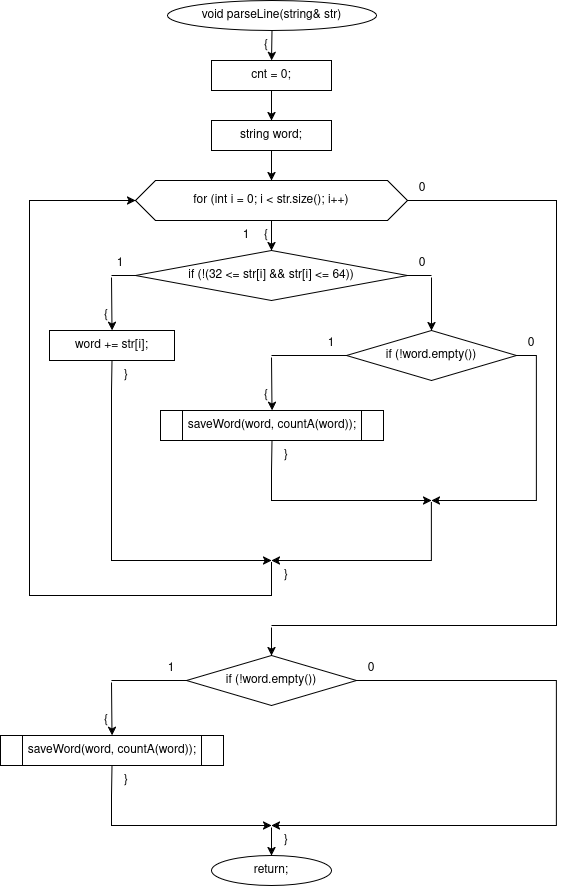 void parseLine(string& str)
{
cnt = 0;
string word;
for (int i = 0; i < str.size(); i++)
0
1 {
if (!(32 <= str[i] && str[i] <= 64))
1
0
{
word += str[i];
}
if (!word.empty())
1
0
{
saveWord(word, countA(word));
}
}
if (!word.empty())
1
0
{
saveWord(word, countA(word));
}
}
return;